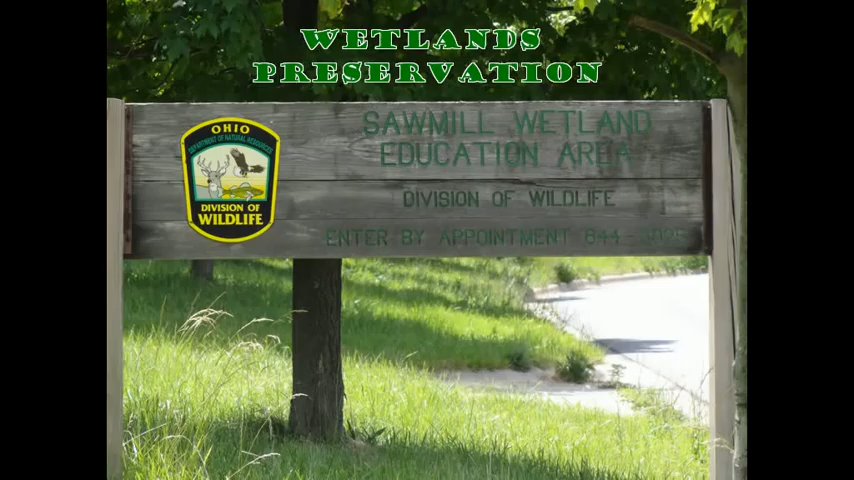 WETLANDS
PRESERVATION
OHIO
DEPARTMENT OF NATURAL RESOURCES
DIVISION OF
WILDLIFE
SAWMILL WETLAND
EDUCATION AREA
DIVISION OF WILDLIFE
ENTER BY APPOINTMENT 644-